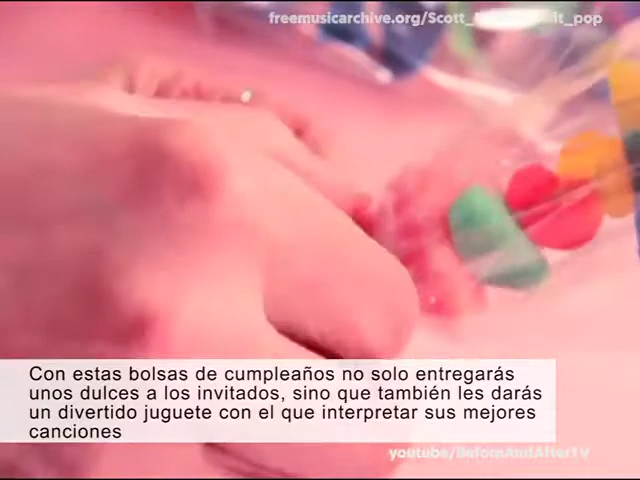 freemusicarchive.org/Scott_ it_pop
Con estas bolsas de cumpleaños no solo entregarás
unos dulces a los invitados, sino que también les darás
un divertido juguete con el que interpretar sus mejores
canciones
youtube/BeforeAndAfterTV